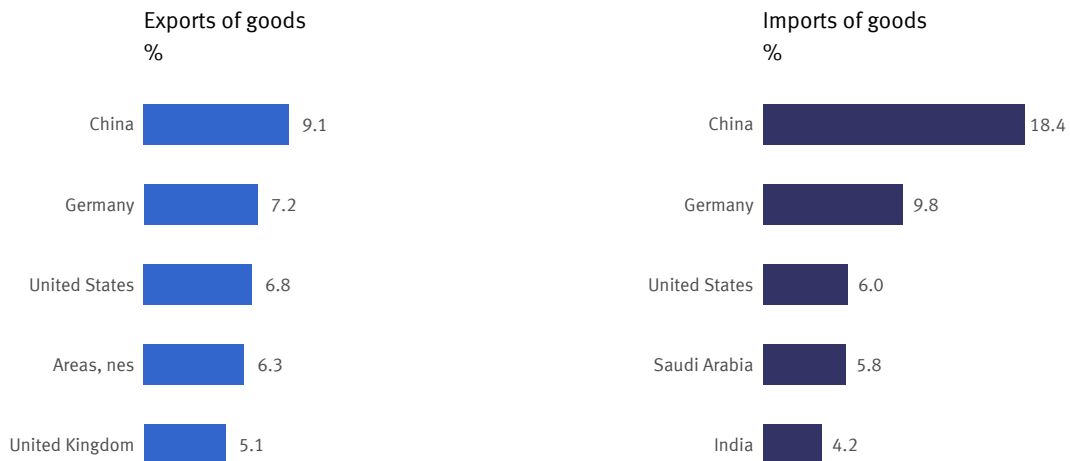 Exports of goods
%
China 9.1
Germany 7.2
United States 6.8
Areas, nes 6.3
United Kingdom 5.1
Imports of goods
%
China 18.4
Germany 9.8
United States 6.0
Saudi Arabia 5.8
India 4.2